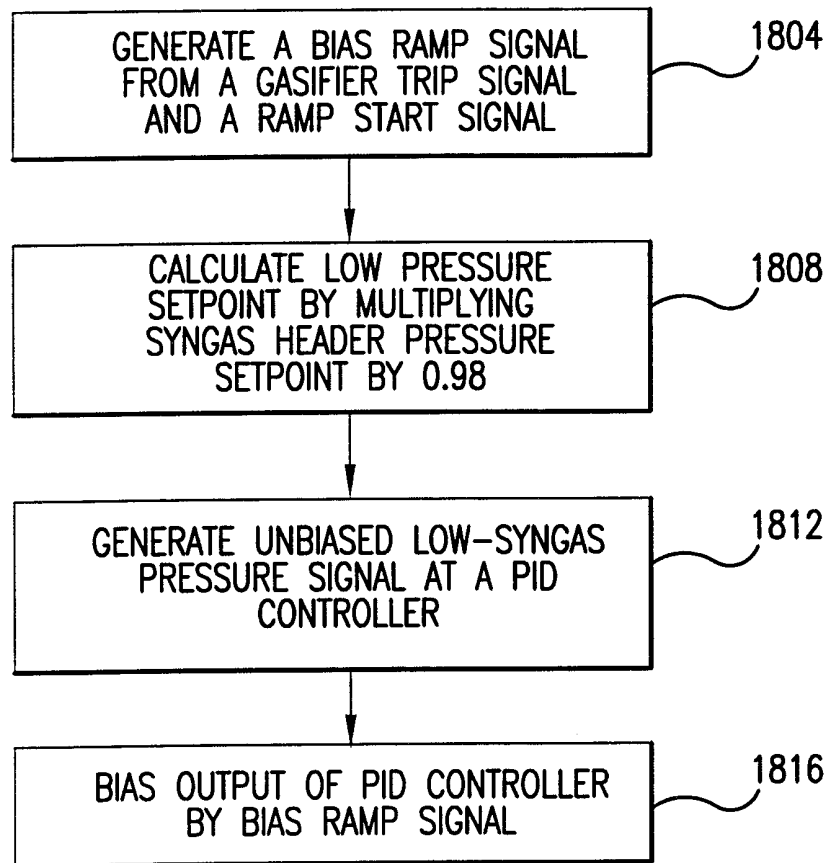 GENERATE A BIAS RAMP SIGNAL
FROM A GASIFIER TRIP SIGNAL
AND A RAMP START SIGNAL
1804
CALCULATE LOW PRESSURE
SETPOINT BY MULTIPLYING
SYNGAS HEADER PRESSURE
SETPOINT BY 0.98
1808
GENERATE UNBIASED LOW-SYNGAS
PRESSURE SIGNAL AT A PID
CONTROLLER
1812
BIAS OUTPUT OF PID CONTROLLER
BY BIAS RAMP SIGNAL
1816